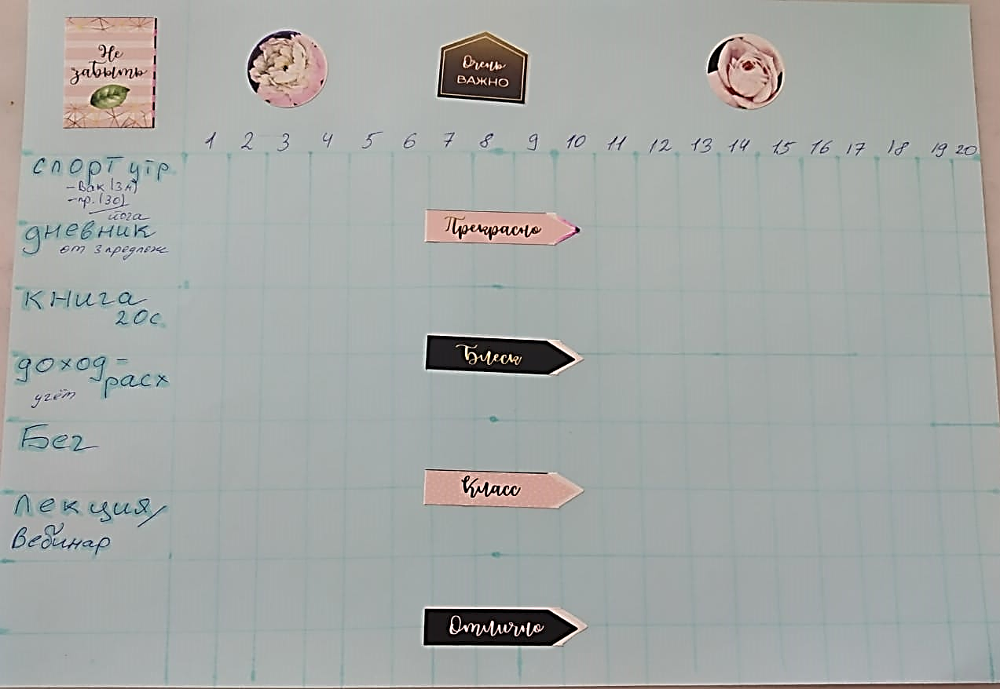 Не
забыть
Очень
ВАЖНО
1 2 3 4 5 6 7 8 9 10 11 12 13 14 15 16 17 18 19 20
спорт утр.
- Вак (3м)
- пр. (30)
йога
Прекрасно
дневник
от 3 предлож
книга
20с.
Блеск
доход-
расх
учёт
Бег
Класс
лекция/
Вебинар
Отлично